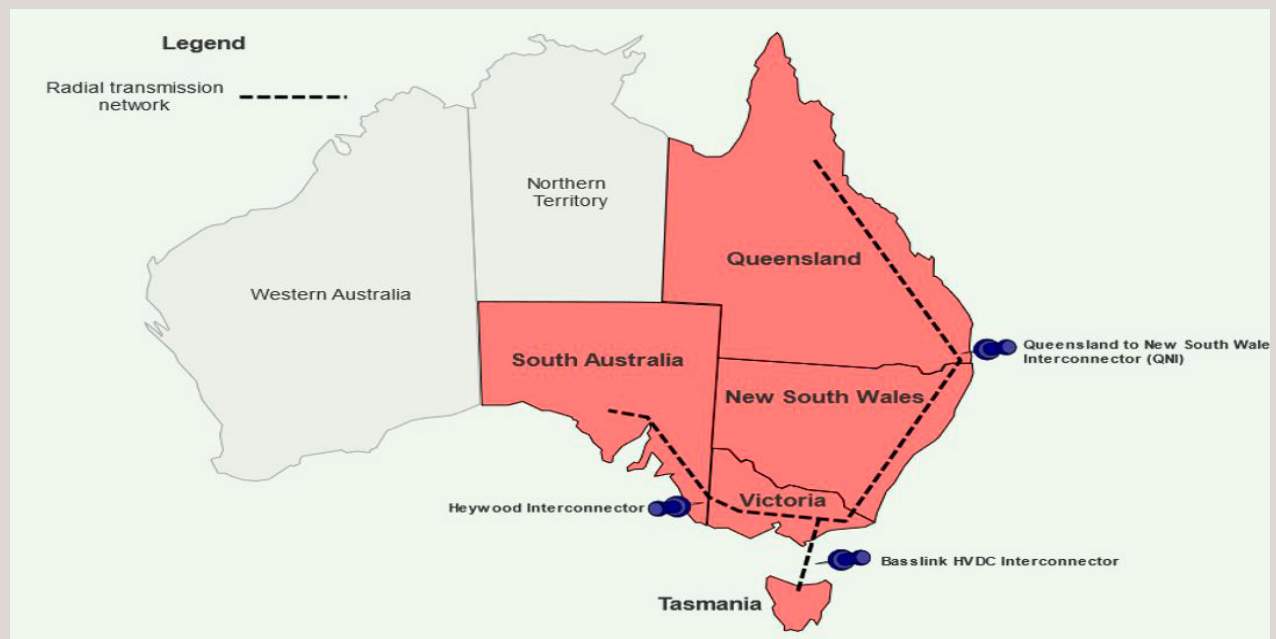 Legend
Radial transmission
network
Northern
Territory
Western Australia
Queensland
South Australia
New South Wales
Queensland to New South Wale
Interconnector (QNI)
Victoria
Heywood Interconnector
Basslink HVDC Interconnector
Tasmania